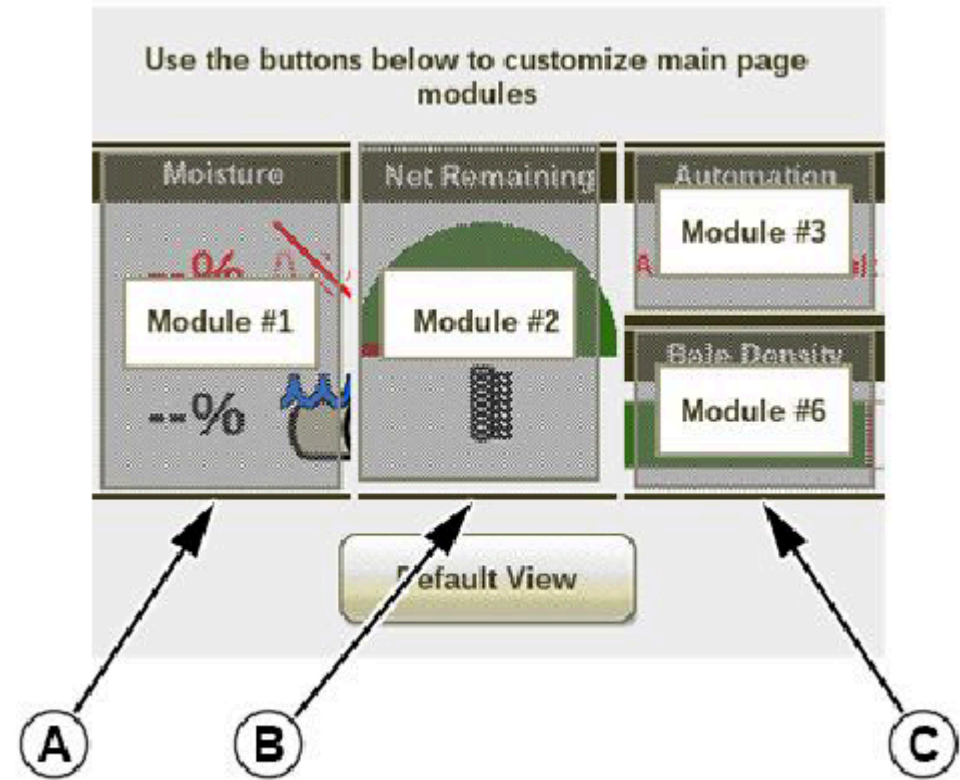 Use the buttons below to customize main page
modules
Moisture
Net Remaining
Automation
--%
Module #1
Module #2
Module #3
Bale Density
--%
Module #6
Default View
A
B
C